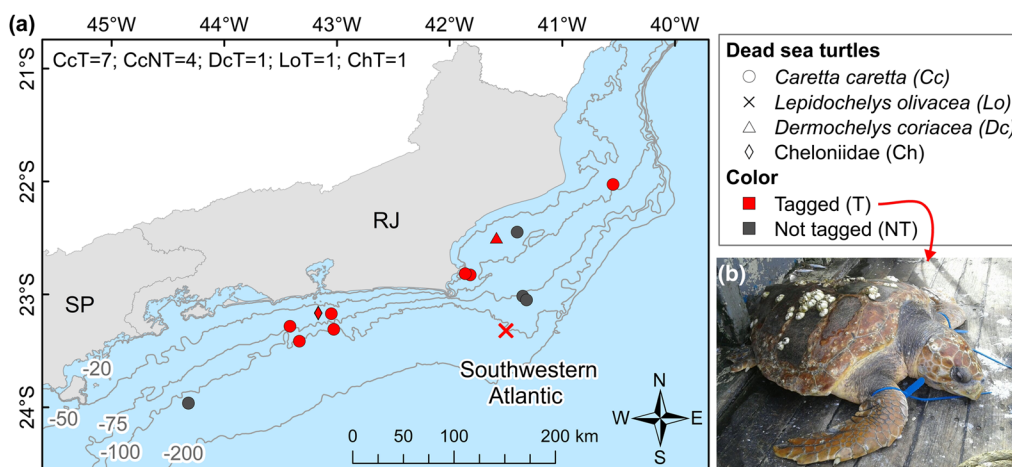 (a)
45°W 44°W 43°W 42°W 41°W 40°W
CcT=7; CcNT=4; DcT=1; LoT=1; ChT=1
21°S
22°S
23°S
24°S
RJ
SP
-20
-50
-75
-100
-200
Southwestern
Atlantic
N
W E
S
0 50 100 200 km
Dead sea turtles
Caretta caretta (Cc)
Lepidochelys olivacea (Lo)
Dermochelys coriacea (Dc)
Cheloniidae (Ch)
Color
Tagged (T)
Not tagged (NT)
(b)